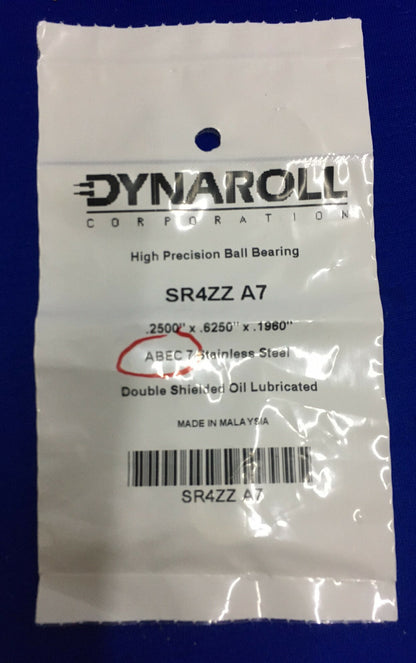 DYNAROLL
CORPORATION
High Precision Ball Bearing
SR4ZZ A7
.2500" x .6250" x .1960"
ABEC 7 Stainless Steel
Double Shielded Oil Lubricated
MADE IN MALAYSIA
SR4ZZ A7